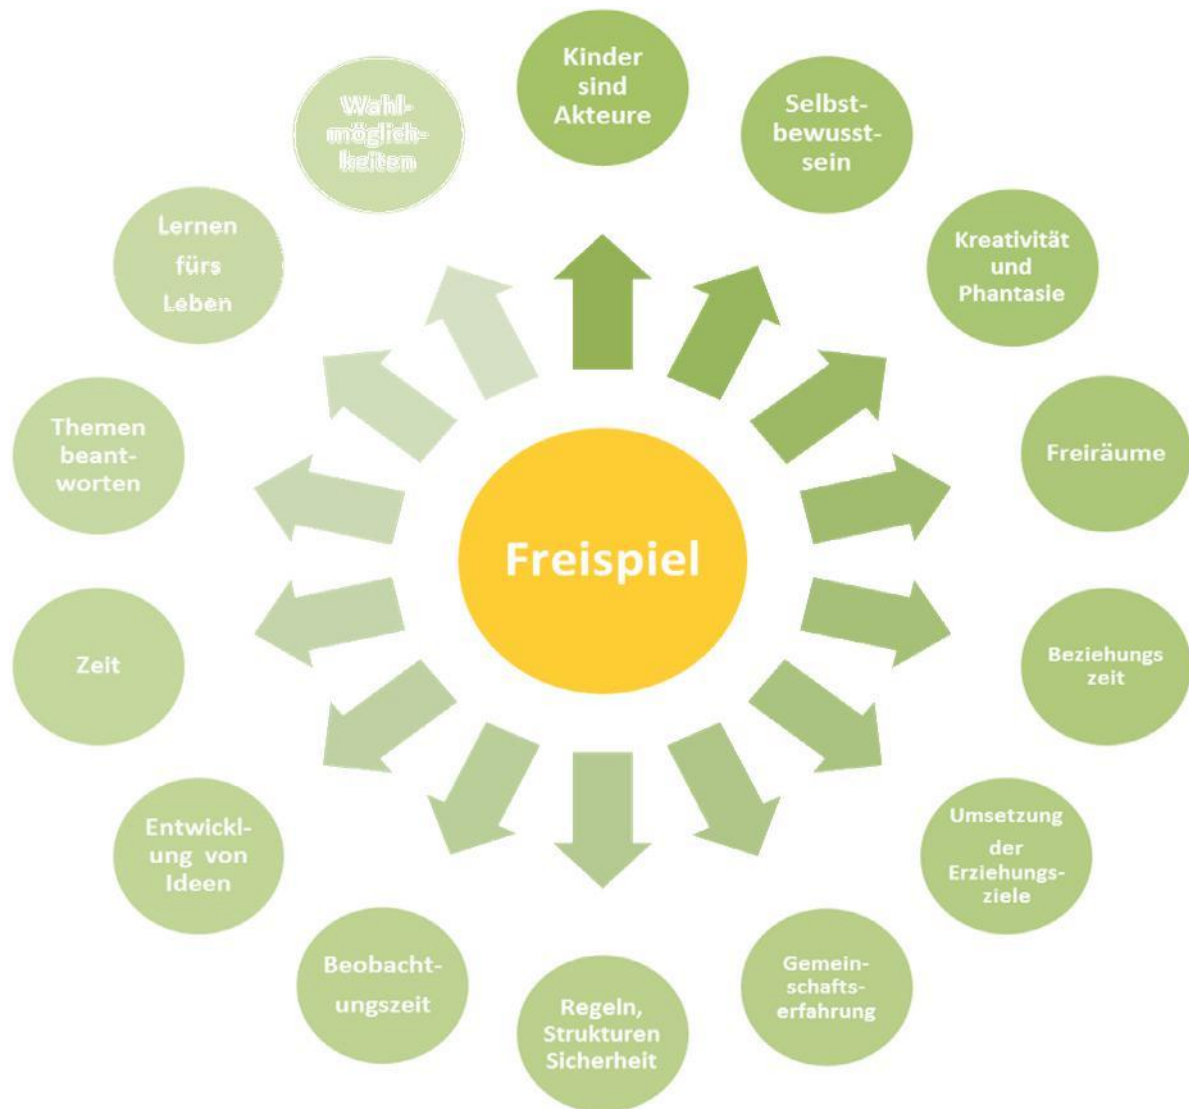 Kinder
sind
Akteure
Selbst-
bewusst-
sein
Kreativität
und
Phantasie
Freiräume
Beziehungs
zeit
Umsetzung
der
Erziehungs-
ziele
Gemein-
schafts-
erfahrung
Regeln,
Strukturen
Sicherheit
Beobacht-
ungszeit
Entwickl-
ung von
Ideen
Zeit
Themen
beant-
worten
Lernen
fürs
Leben
Wahl-
möglich-
keiten
Freispiel